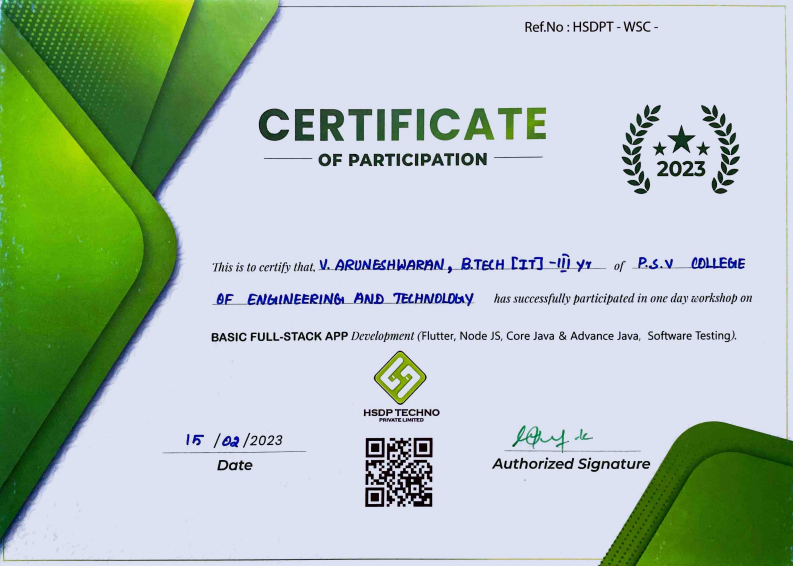 Ref.No : HSDPT - WSC -
CERTIFICATE
OF PARTICIPATION
2023
This is to certify that, V. ARUNESHWARAN, B.TECH [IT] -III yr of P.S.V COLLEGE
OF ENGINEERING AND TECHNOLOGY has successfully participated in one day workshop on
BASIC FULL-STACK APP Development (Flutter, Node JS, Core Java & Advance Java, Software Testing).
HSDP TECHNO
PRIVATE LIMITED
15 / 02 /2023
Date
Authorized Signature